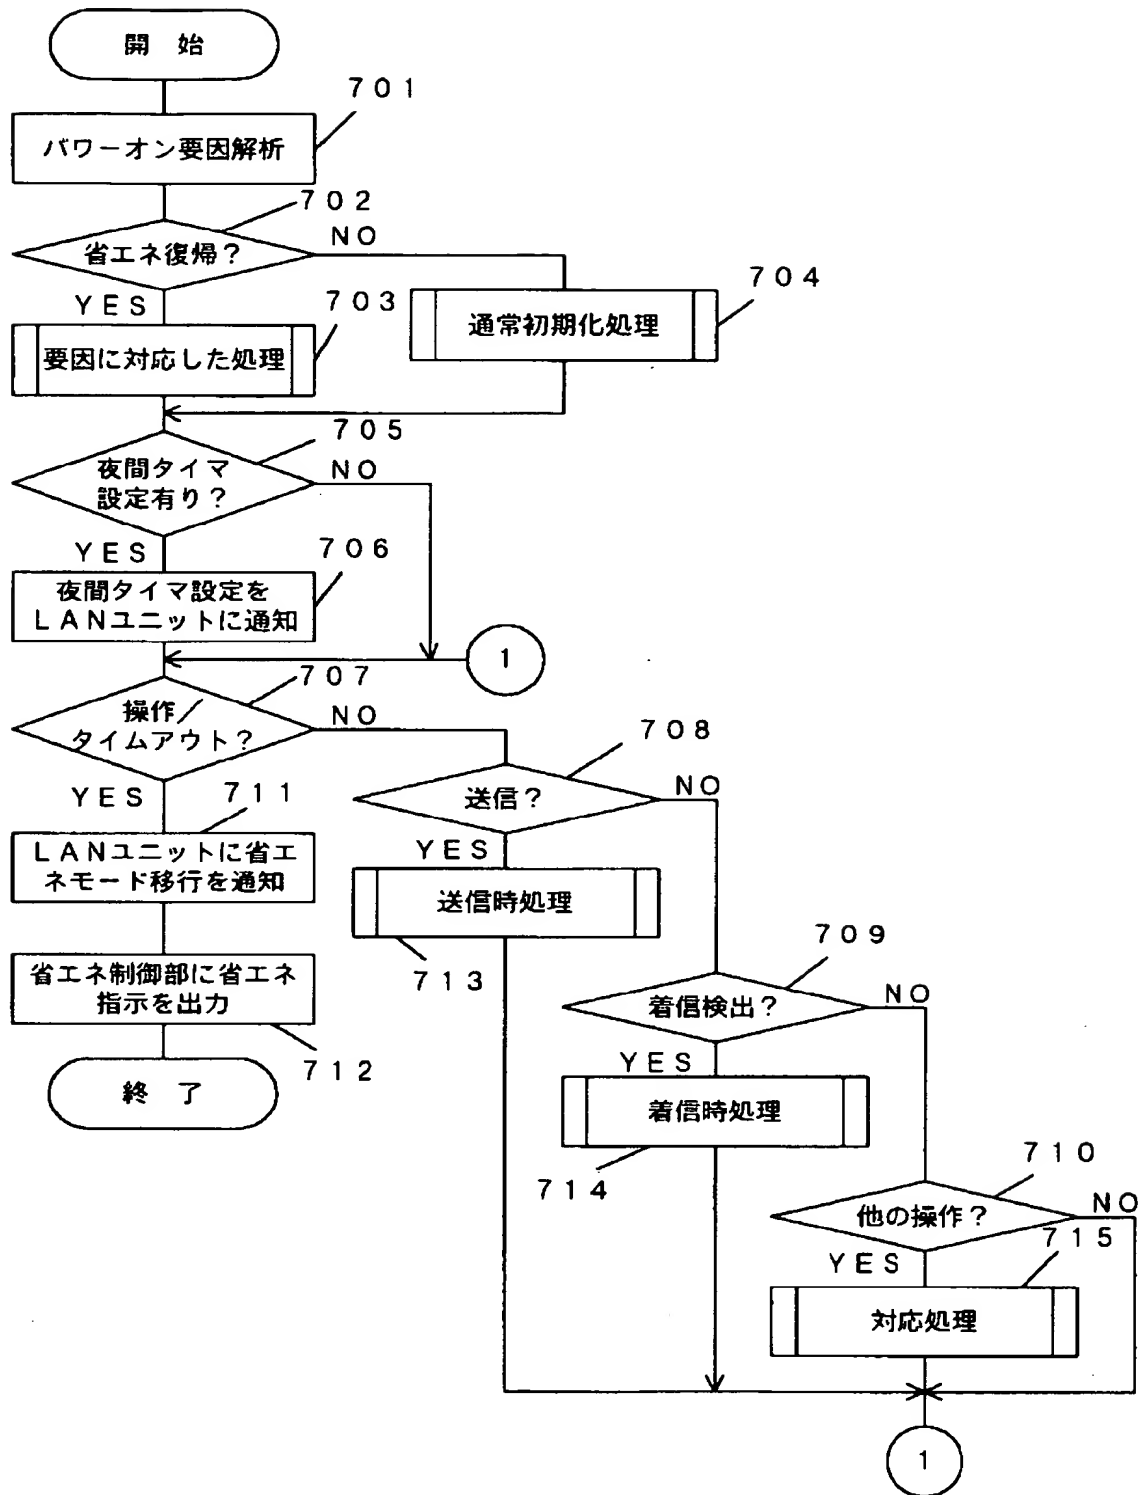 開 始
701
パワーオン要因解析
702
省エネ復帰?
NO
YES
703
704
要因に対応した処理
通常初期化処理
705
夜間タイマ
設定有り?
NO
YES
706
夜間タイマ設定を
LANユニットに通知
1
707
操作/
タイムアウト?
NO
708
送信?
NO
YES
711
LANユニットに省エ
ネモード移行を通知
YES
送信時処理
713
709
着信検出?
NO
省エネ制御部に省エネ
指示を出力
712
YES
着信時処理
714
終 了
710
他の操作?
NO
715
YES
対応処理
1